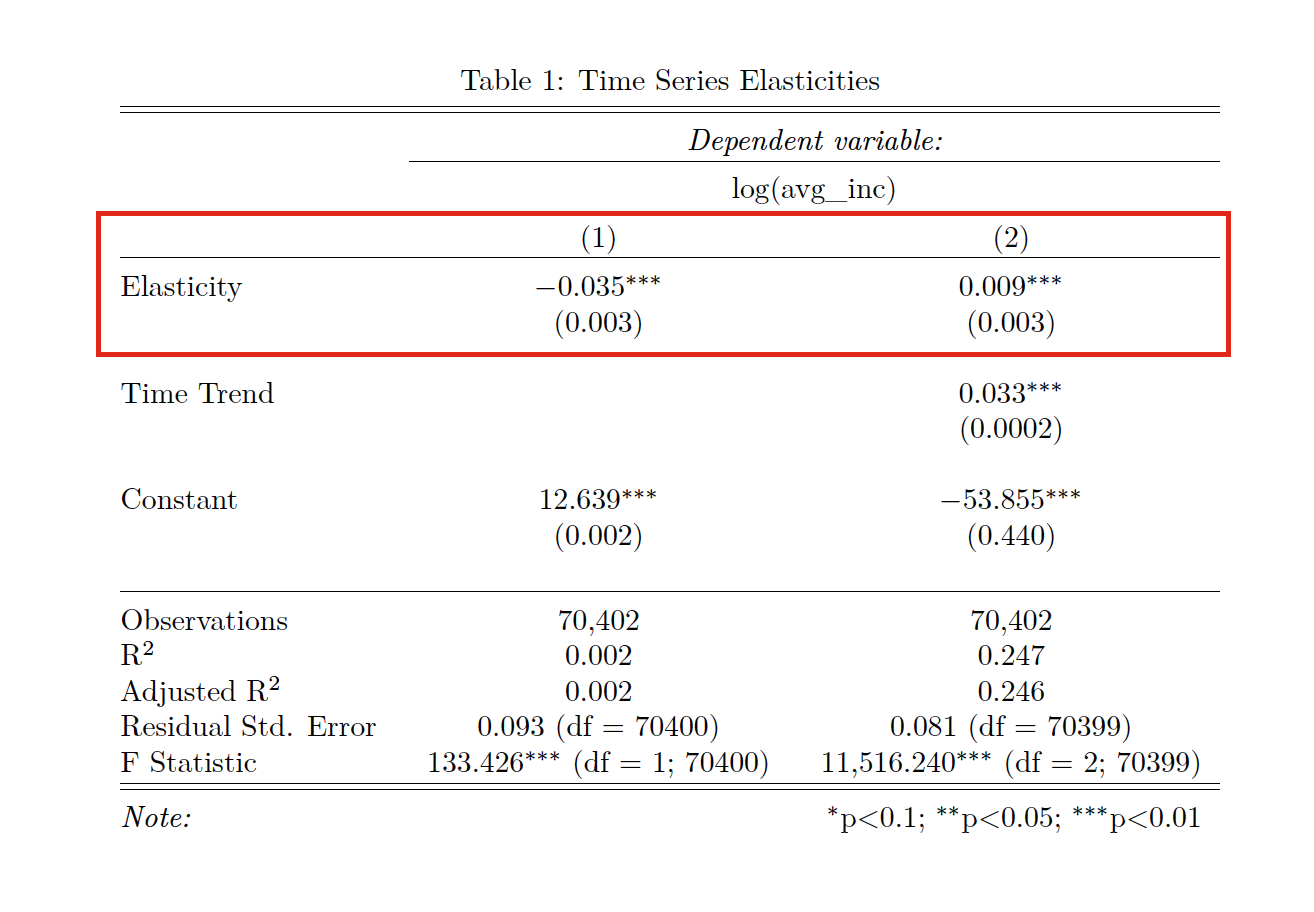 Table 1: Time Series Elasticities
Dependent variable:
log(avg_inc)
(1) (2)
Elasticity −0.035*** 0.009***
(0.003) (0.003)
Time Trend 0.033***
(0.0002)
Constant 12.639*** −53.855***
(0.002) (0.440)
Observations 70,402 70,402
R² 0.002 0.247
Adjusted R² 0.002 0.246
Residual Std. Error 0.093 (df = 70400) 0.081 (df = 70399)
F Statistic 133.426*** (df = 1; 70400) 11,516.240*** (df = 2; 70399)
Note: *p<0.1; **p<0.05; ***p<0.01